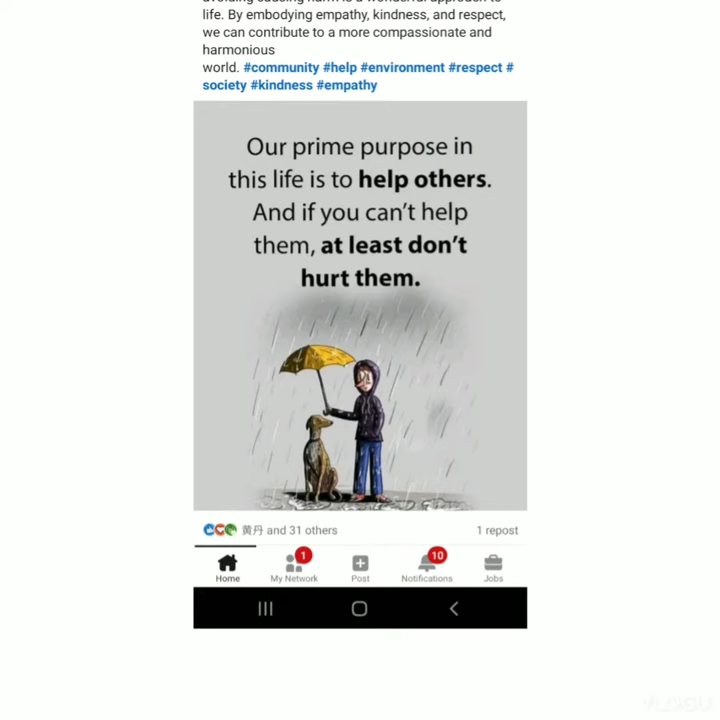 life. By embodying empathy, kindness, and respect,
we can contribute to a more compassionate and
harmonious
world. #community #help #environment #respect #
society #kindness #empathy
Our prime purpose in
this life is to help others.
And if you can't help
them, at least don't
hurt them.
黄丹 and 31 others
1 repost
1
10
Home
My Network
Post
Notifications
Jobs